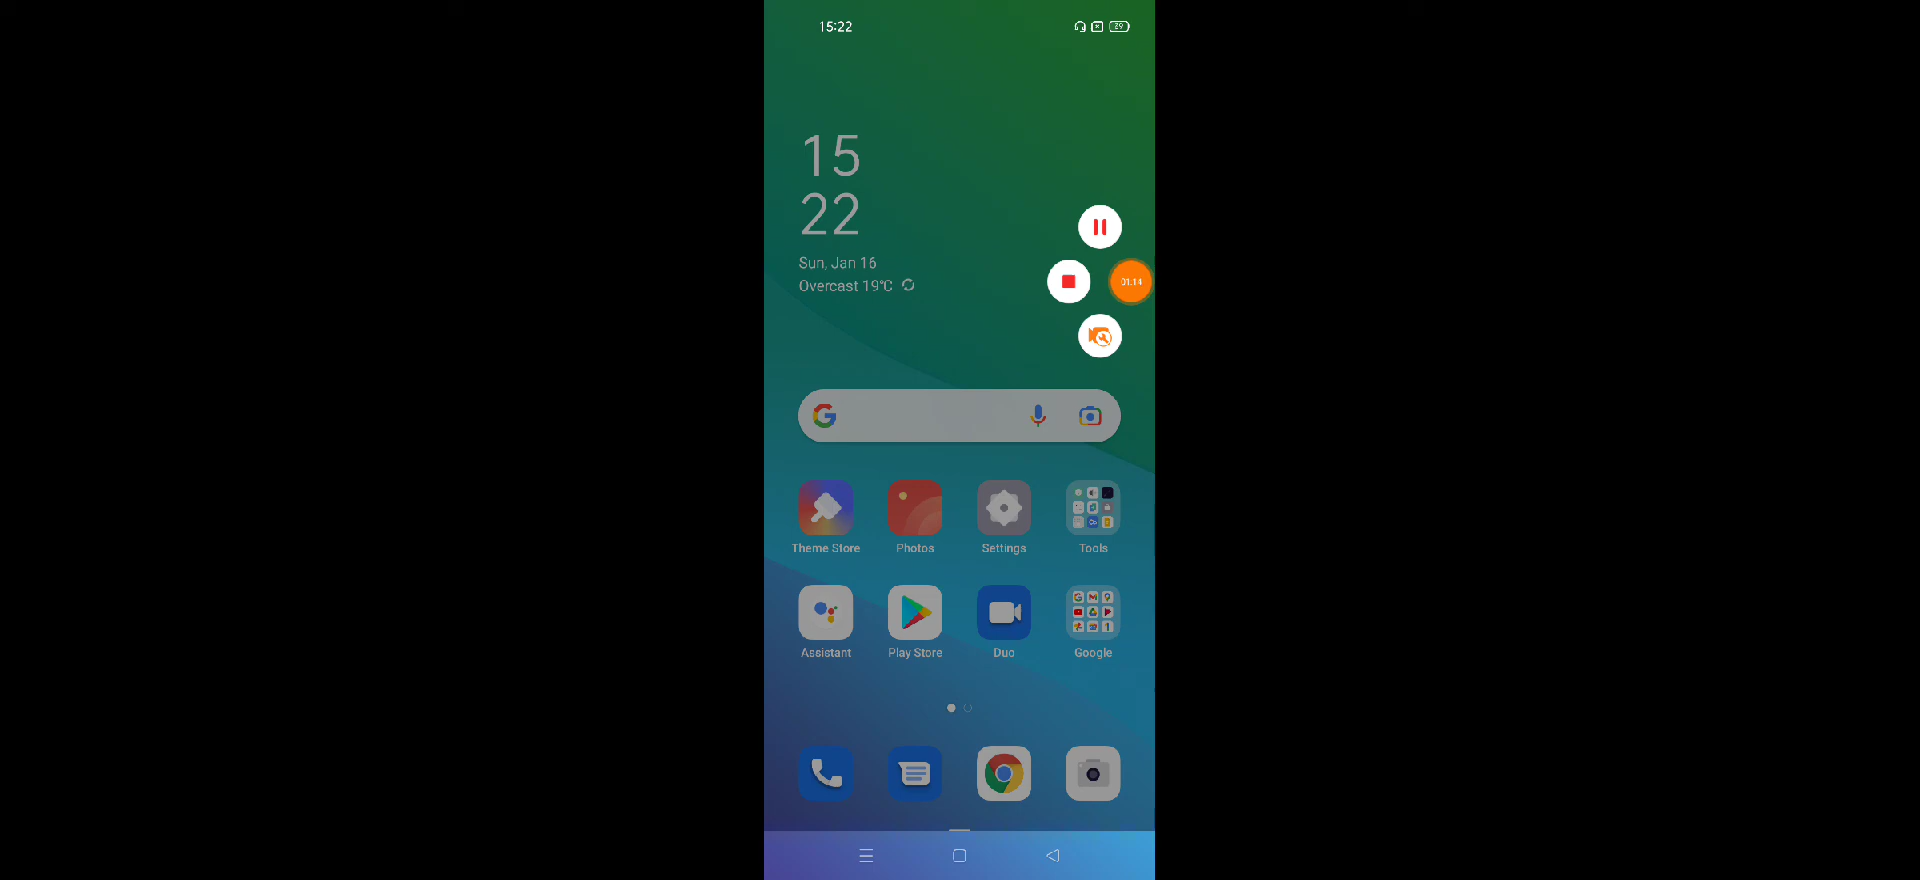 15:22
29
15
22
Sun, Jan 16
Overcast 19°C
01:14
Theme Store
Photos
Settings
Tools
Assistant
Play Store
Duo
Google